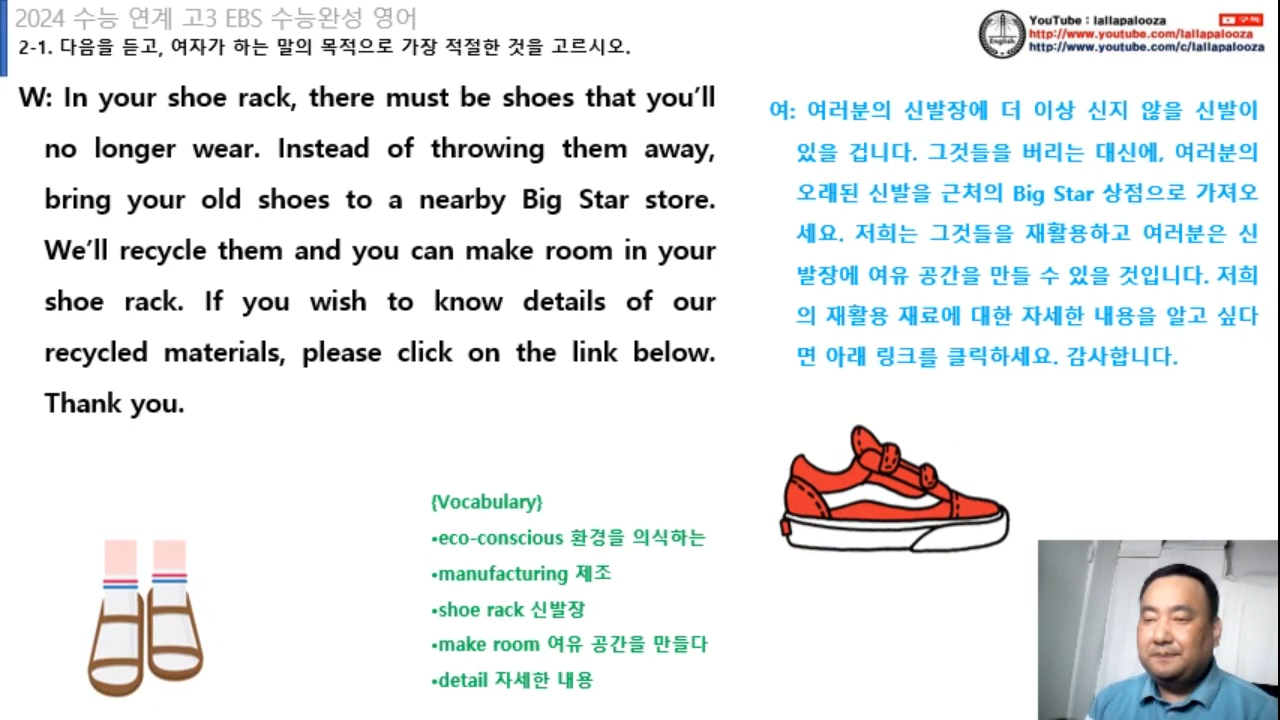 2024 수능 연계 고3 EBS 수능완성 영어
2-1. 다음을 듣고, 여자가 하는 말의 목적으로 가장 적절한 것을 고르시오.
YouTube : lallapalooza
구독
http://www.youtube.com/lallapalooza
http://www.youtube.com/c/lallapalooza
English
W: In your shoe rack, there must be shoes that you’ll
no longer wear. Instead of throwing them away,
bring your old shoes to a nearby Big Star store.
We’ll recycle them and you can make room in your
shoe rack. If you wish to know details of our
recycled materials, please click on the link below.
Thank you.
여: 여러분의 신발장에 더 이상 신지 않을 신발이
있을 겁니다. 그것들을 버리는 대신에, 여러분의
오래된 신발을 근처의 Big Star 상점으로 가져오
세요. 저희는 그것들을 재활용하고 여러분은 신
발장에 여유 공간을 만들 수 있을 것입니다. 저희
의 재활용 재료에 대한 자세한 내용을 알고 싶다
면 아래 링크를 클릭하세요. 감사합니다.
{Vocabulary}
•eco-conscious 환경을 의식하는
•manufacturing 제조
•shoe rack 신발장
•make room 여유 공간을 만들다
•detail 자세한 내용